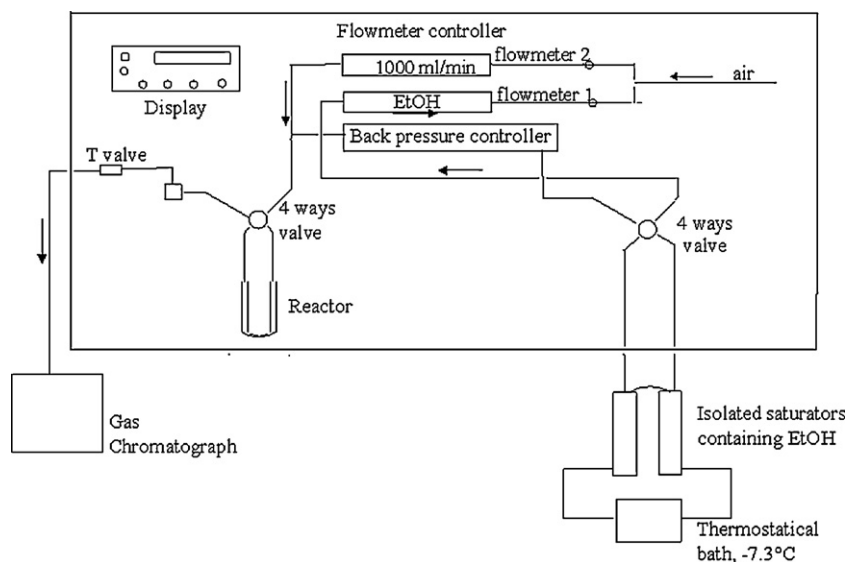 Flowmeter controller
flowmeter 2
1000 ml/min
air
flowmeter 1
EtOH
Display
Back pressure controller
T valve
4 ways
valve
4 ways
valve
Reactor
Gas
Chromatograph
Isolated saturators
containing EtOH
Thermostatical
bath, -7.3°C